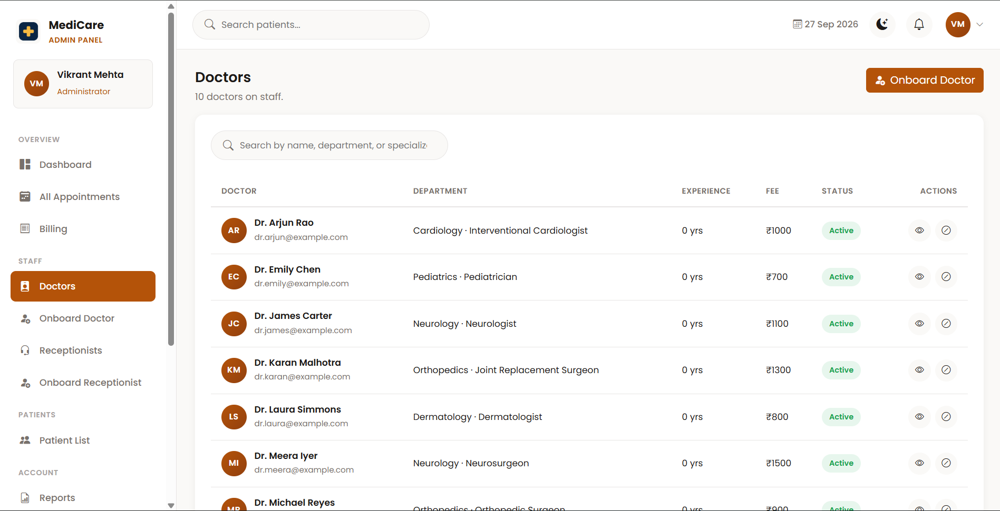 MediCare
ADMIN PANEL
VM
Vikrant Mehta
Administrator
OVERVIEW
Dashboard
All Appointments
Billing
STAFF
Doctors
Onboard Doctor
Receptionists
Onboard Receptionist
PATIENTS
Patient List
ACCOUNT
Reports
Search patients...
27 Sep 2026
VM
Doctors
10 doctors on staff.
Onboard Doctor
Search by name, department, or specializ
DOCTOR DEPARTMENT EXPERIENCE FEE STATUS ACTIONS
AR Dr. Arjun Rao
dr.arjun@example.com
Cardiology · Interventional Cardiologist 0 yrs ₹1000 Active
EC Dr. Emily Chen
dr.emily@example.com
Pediatrics · Pediatrician 0 yrs ₹700 Active
JC Dr. James Carter
dr.james@example.com
Neurology · Neurologist 0 yrs ₹1100 Active
KM Dr. Karan Malhotra
dr.karan@example.com
Orthopedics · Joint Replacement Surgeon 0 yrs ₹1300 Active
LS Dr. Laura Simmons
dr.laura@example.com
Dermatology · Dermatologist 0 yrs ₹800 Active
MI Dr. Meera Iyer
dr.meera@example.com
Neurology · Neurosurgeon 0 yrs ₹1500 Active
MR Dr. Michael Reyes
Orthopedics · Orthopedic Surgeon 0 yrs ₹900 Active